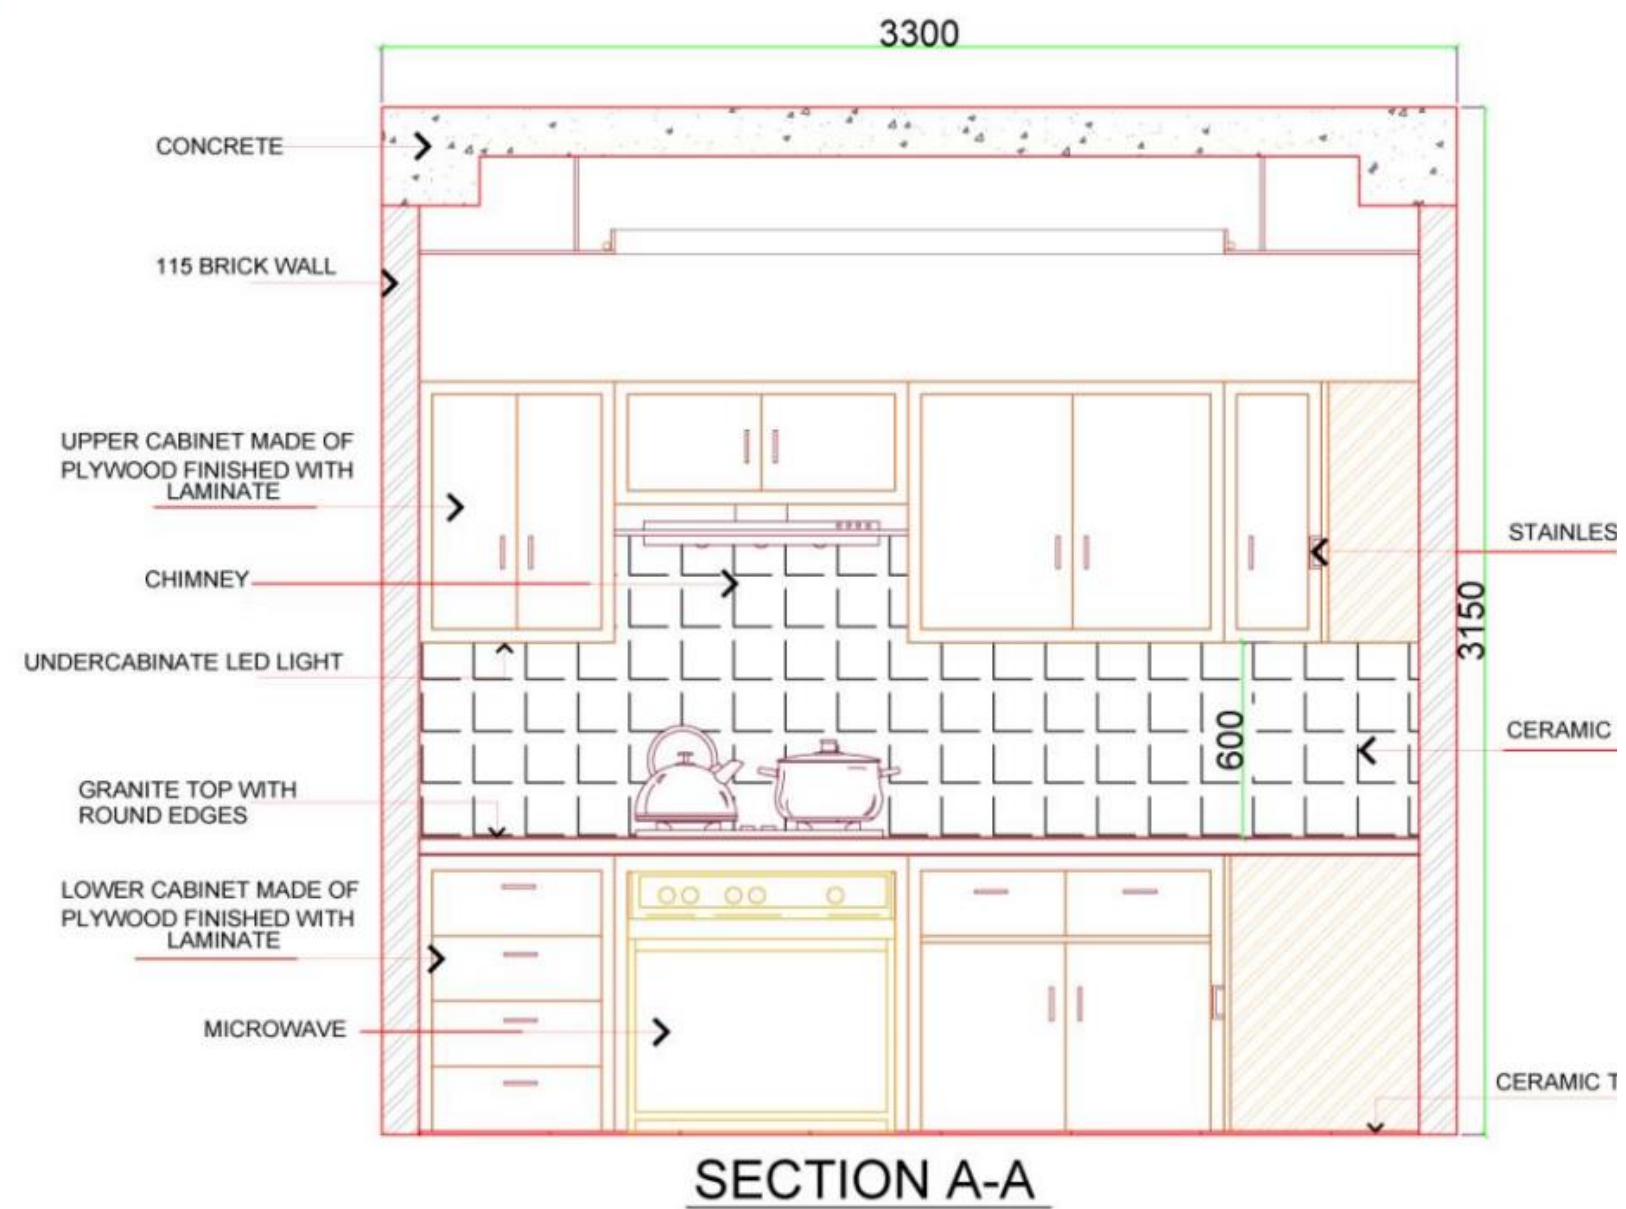 3300
CONCRETE
115 BRICK WALL
UPPER CABINET MADE OF
PLYWOOD FINISHED WITH
LAMINATE
STAINLES
CHIMNEY
3150
UNDERCABINATE LED LIGHT
600
CERAMIC
GRANITE TOP WITH
ROUND EDGES
LOWER CABINET MADE OF
PLYWOOD FINISHED WITH
LAMINATE
MICROWAVE
CERAMIC T
SECTION A-A